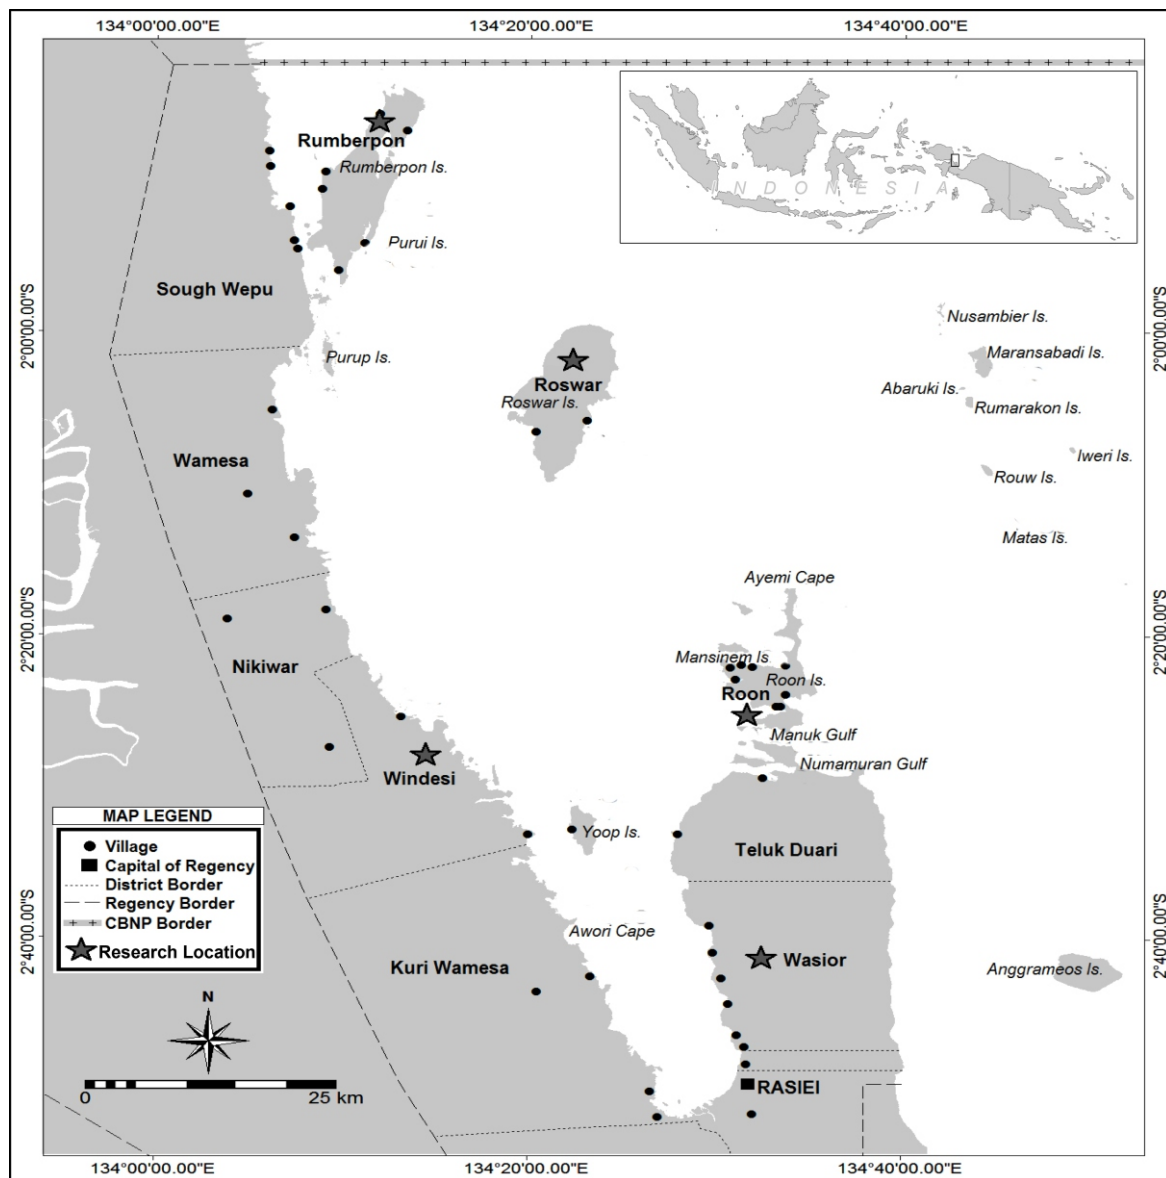 134°00'00.00"E
134°20'00.00"E
134°40'00.00"E
INDONESIA
Rumberpon
Rumberpon Is.
Purui Is.
Sough Wepu
2°00'00.00"S
2°00'00.00"S
Nusambier Is.
Purup Is.
Maransabadi Is.
Roswar
Roswar Is.
Abaruki Is.
Rumarakon Is.
Wamesa
Iweri Is.
Rouw Is.
Matas Is.
Ayemi Cape
2°20'00.00"S
2°20'00.00"S
Mansinem Is.
Nikiwar
Roon Is.
Roon
Manuk Gulf
Numamuran Gulf
Windesi
MAP LEGEND
Village
Capital of Regency
District Border
Regency Border
CBNP Border
Research Location
Yoop Is.
Teluk Duari
2°40'00.00"S
2°40'00.00"S
Awori Cape
Kuri Wamesa
Wasior
Anggrameos Is.
N
RASIEI
0
25 km
134°00'00.00"E
134°20'00.00"E
134°40'00.00"E